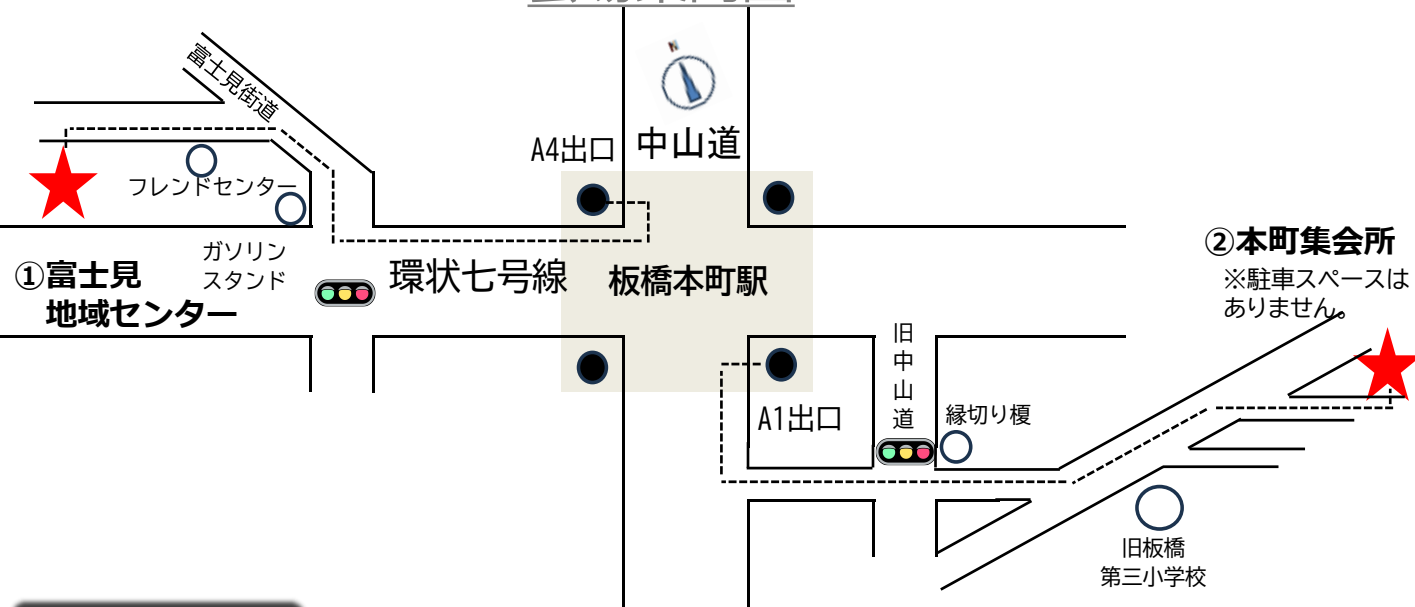 富士見街道
N
A4出口
中山道
フレンドセンター
ガソリン
スタンド
①富士見
地域センター
環状七号線
板橋本町駅
②本町集会所
※駐車スペースは
ありません。
旧中山道
A1出口
縁切り榎
旧板橋
第三小学校